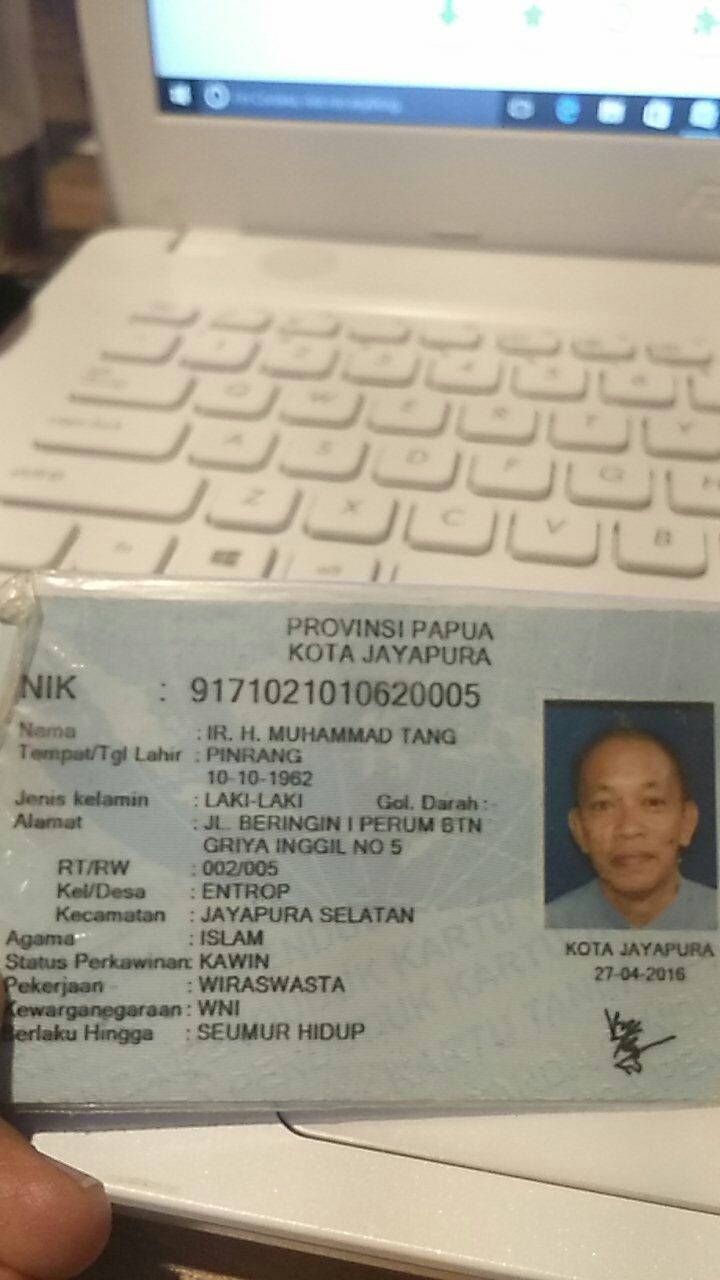 Q W E R T Y
A S D F G H
Z X C V B
PROVINSI PAPUA
KOTA JAYAPURA
NIK : 9171021010620005
Nama : IR. H. MUHAMMAD TANG
Tempat/Tgl Lahir : PINRANG
10-10-1962
Jenis kelamin : LAKI-LAKI Gol. Darah :-
Alamat : JL. BERINGIN I PERUM BTN
GRIYA INGGIL NO 5
RT/RW : 002/005
Kel/Desa : ENTROP
Kecamatan : JAYAPURA SELATAN
Agama : ISLAM
Status Perkawinan: KAWIN
Pekerjaan : WIRASWASTA
Kewarganegaraan : WNI
Berlaku Hingga : SEUMUR HIDUP
KOTA JAYAPURA
27-04-2016